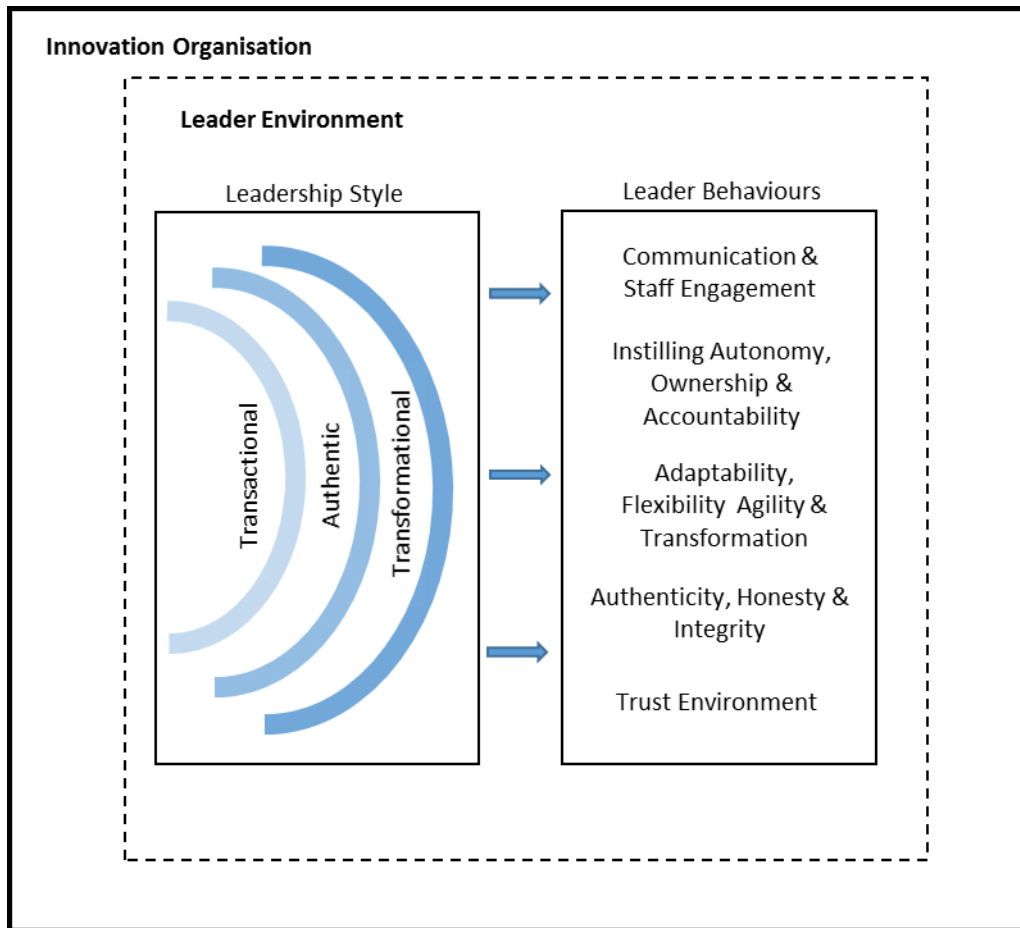 Innovation Organisation
Leader Environment
Leadership Style
Transactional
Authentic
Transformational
Leader Behaviours
Communication &
Staff Engagement
Instilling Autonomy,
Ownership &
Accountability
Adaptability,
Flexibility Agility &
Transformation
Authenticity, Honesty &
Integrity
Trust Environment